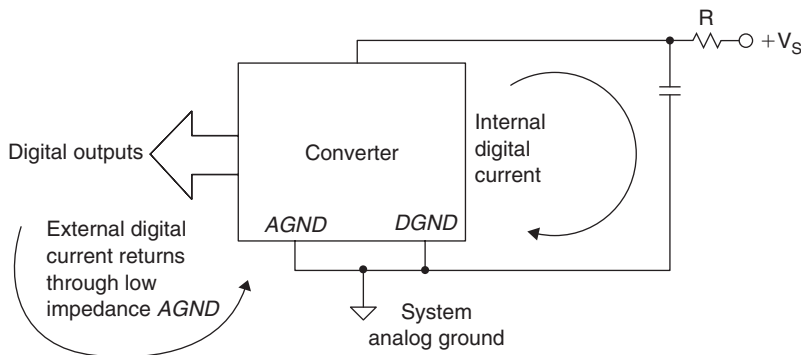 R
+V_S
Digital outputs
Converter
Internal
digital
current
AGND
DGND
External digital
current returns
through low
impedance AGND
System
analog ground